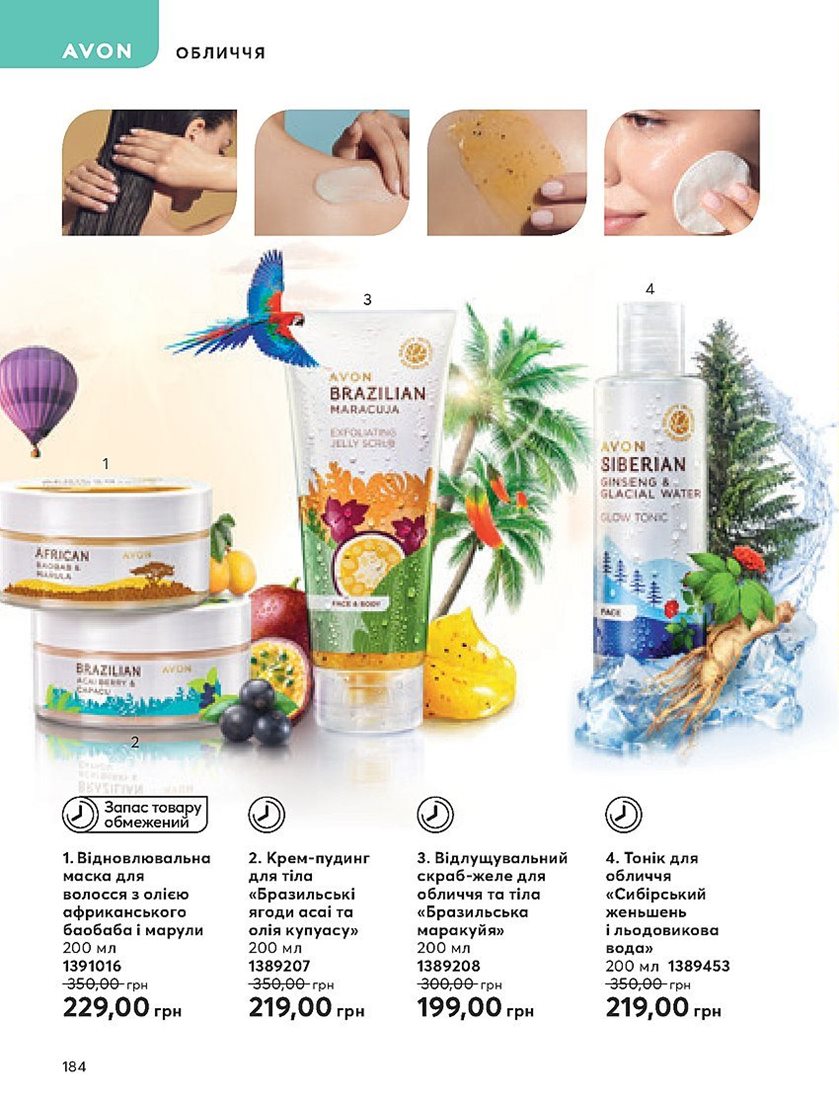 AVON
ОБЛИЧЧЯ
3
4
1
AVON
BRAZILIAN
MARACUJA
EXFOLIATING
JELLY SCRUB
FACE & BODY
AVON
SIBERIAN
GINSENG &
GLACIAL WATER
GLOW TONIC
FACE
AFRICAN AVON
BAOBAB &
MARULA
BRAZILIAN AVON
ACAI BERRY &
CAPACU
2
Запас товару
обмежений
1. Відновлювальна
маска для
волосся з олією
африканського
баобаба і марули
200 мл
1391016
350,00 грн
229,00 грн
2. Крем-пудинг
для тіла
«Бразильські
ягоди асаї та
олія купуасу»
200 мл
1389207
350,00 грн
219,00 грн
3. Відлущувальний
скраб-желе для
обличчя та тіла
«Бразильська
маракуйя»
200 мл
1389208
300,00 грн
199,00 грн
4. Тонік для
обличчя
«Сибірський
женьшень
і льодовикова
вода»
200 мл 1389453
350,00 грн
219,00 грн
184